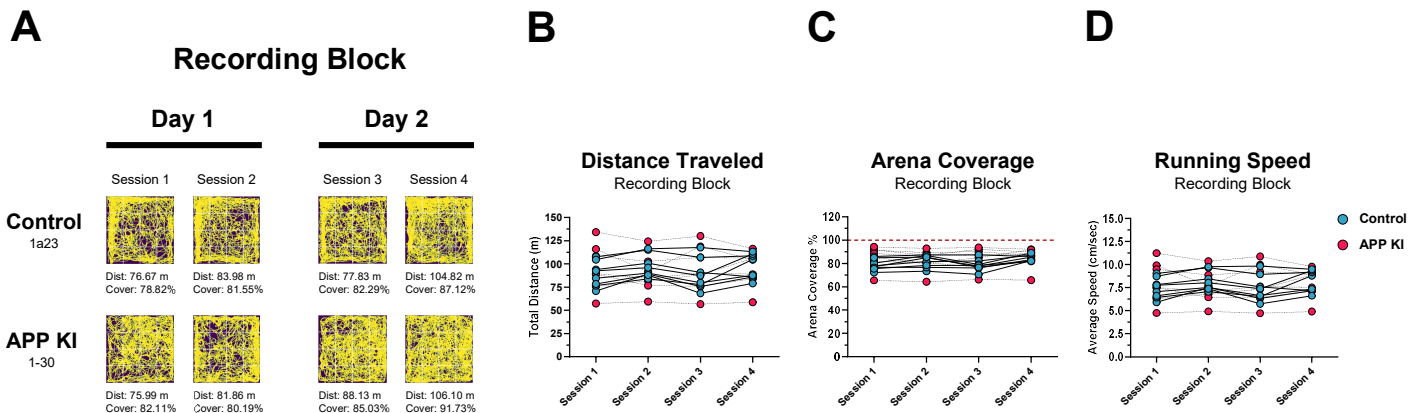 A
Recording Block
Day 1
Day 2
Session 1
Session 2
Session 3
Session 4
Control
1a23
Dist: 76.67 m
Cover: 78.82%
Dist: 83.98 m
Cover: 81.55%
Dist: 77.83 m
Cover: 82.29%
Dist: 104.82 m
Cover: 87.12%
APP KI
1-30
Dist: 75.99 m
Cover: 82.11%
Dist: 81.86 m
Cover: 80.19%
Dist: 88.13 m
Cover: 85.03%
Dist: 106.10 m
Cover: 91.73%
B
Distance Traveled
Recording Block
Total Distance (m)
150
125
100
75
50
25
0
Session 1
Session 2
Session 3
Session 4
C
Arena Coverage
Recording Block
Arena Coverage %
120
100
80
60
40
20
0
Session 1
Session 2
Session 3
Session 4
D
Running Speed
Recording Block
Average Speed (cm/sec)
15.0
12.5
10.0
7.5
5.0
2.5
0.0
Session 1
Session 2
Session 3
Session 4
Control
APP KI